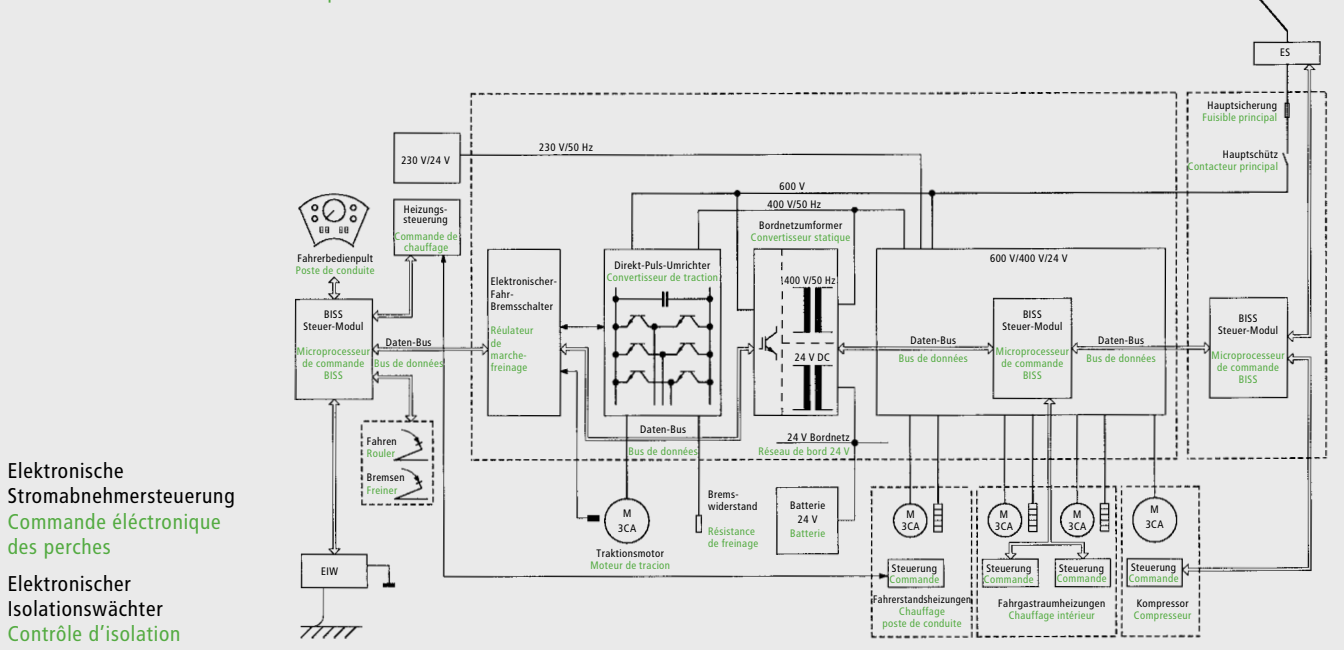 ES
Hauptsicherung
Fuisible principal
Hauptschütz
Contacteur principal
230 V/24 V
230 V/50 Hz
600 V
400 V/50 Hz
Bordnetzumformer
Convertisseur statique
Heizungs-
steuerung
Commande de
chauffage
Fahrerbedienpult
Poste de conduite
BISS
Steuer-Modul
Microprocesseur
de commande
BISS
Daten-Bus
Bus de données
Elektronischer-
Fahr-
Bremsschalter
Réulateur
de
marche-
freinage
Direkt-Puls-Umrichter
Convertisseur de traction
400 V/50 Hz
24 V DC
600 V/400 V/24 V
Daten-Bus
Bus de données
BISS
Steuer-Modul
Microprocesseur
de commande
BISS
Daten-Bus
Bus de données
BISS
Steuer-Modul
Microprocesseur
de commande
BISS
Daten-Bus
Bus de données
24 V Bordnetz
Réseau de bord 24 V
Fahren
Rouler
Bremsen
Freiner
Elektronische
Stromabnehmersteuerung
Commande éléctronique
des perches
Elektronischer
Isolationswächter
Contrôle d'isolation
EIW
M
3CA
Traktionsmotor
Moteur de tracion
Brems-
widerstand
Résistance
de freinage
Batterie
24 V
Batterie
M
3CA
Steuerung
Commande
Fahrerstandsheizungen
Chauffage
poste de conduite
M
3CA
M
3CA
Steuerung
Commande
Steuerung
Commande
Fahrgastraumheizungen
Chauffage intérieur
M
3CA
Steuerung
Commande
Kompressor
Compresseur